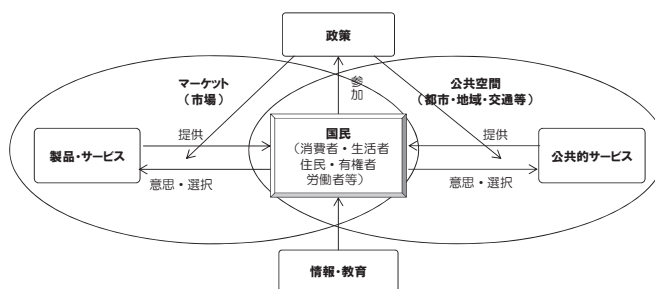 政策
マーケット
（市場）
参加
公共空間
（都市・地域・交通等）
提供
国民
（消費者・生活者
住民・有権者
労働者等）
提供
製品・サービス
公共的サービス
意思・選択
意思・選択
情報・教育